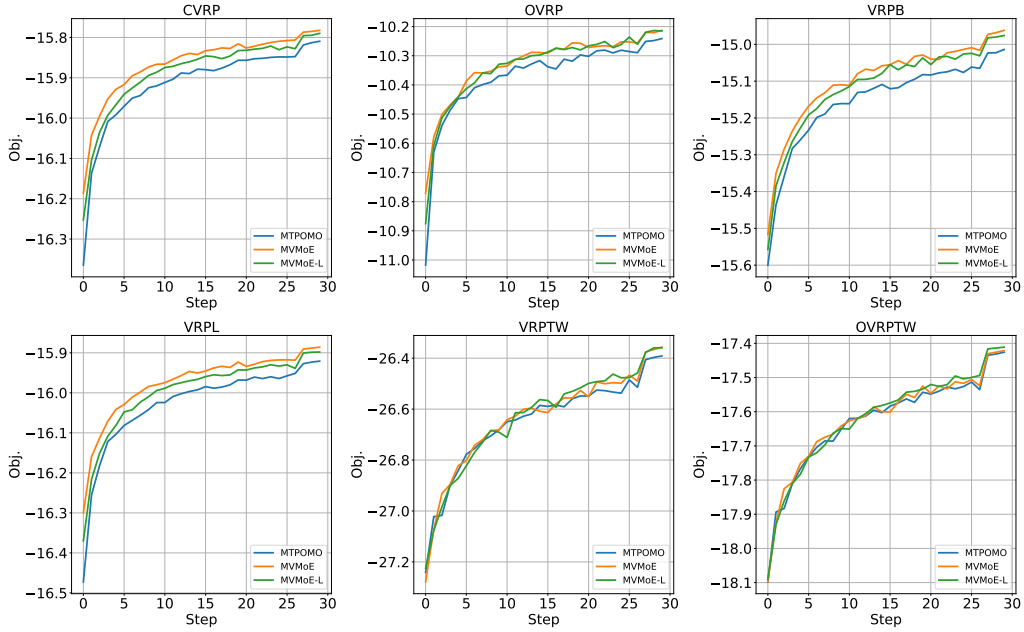 CVRP
Obj.
−15.8
−15.9
−16.0
−16.1
−16.2
−16.3
0 5 10 15 20 25 30
Step
MTPOMO
MVMoE
MVMoE-L
OVRP
Obj.
−10.2
−10.3
−10.4
−10.5
−10.6
−10.7
−10.8
−10.9
−11.0
0 5 10 15 20 25 30
Step
MTPOMO
MVMoE
MVMoE-L
VRPB
Obj.
−15.0
−15.1
−15.2
−15.3
−15.4
−15.5
−15.6
0 5 10 15 20 25 30
Step
MTPOMO
MVMoE
MVMoE-L
VRPL
Obj.
−15.9
−16.0
−16.1
−16.2
−16.3
−16.4
−16.5
0 5 10 15 20 25 30
Step
MTPOMO
MVMoE
MVMoE-L
VRPTW
Obj.
−26.4
−26.6
−26.8
−27.0
−27.2
0 5 10 15 20 25 30
Step
MTPOMO
MVMoE
MVMoE-L
OVRPTW
Obj.
−17.4
−17.5
−17.6
−17.7
−17.8
−17.9
−18.0
−18.1
0 5 10 15 20 25 30
Step
MTPOMO
MVMoE
MVMoE-L